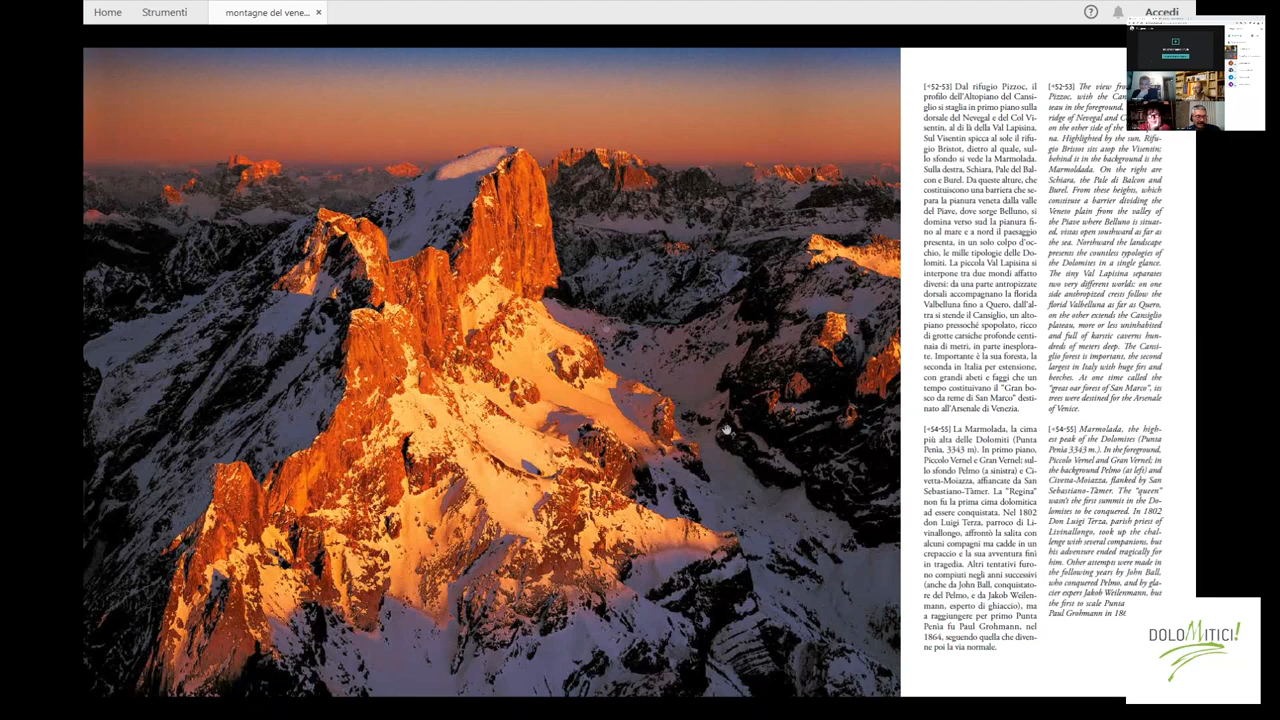 Home
Strumenti
montagne del vene...
×
Accedi
[◂52-53] Dal rifugio Pizzoc, il
profilo dell'Altopiano del Cansi-
glio si staglia in primo piano sulla
dorsale del Nevegal e del Col Vi-
sentin, al di là della Val Lapisina.
Sul Visentin spicca al sole il rifu-
gio Bristot, dietro al quale, sul-
lo sfondo si vede la Marmolada.
Sulla destra, Schiara, Pale del Bal-
con e Burel. Da queste alture, che
costituiscono una barriera che se-
para la pianura veneta dalla valle
del Piave, dove sorge Belluno, si
domina verso sud la pianura fi-
no al mare e a nord il paesaggio
presenta, in un solo colpo d'oc-
chio, le mille tipologie delle Do-
lomiti. La piccola Val Lapisina si
interpone tra due mondi affatto
diversi: da una parte antropizzate
dorsali accompagnano la florida
Valbelluna fino a Quero, dall'al-
tra si stende il Cansiglio, un alto-
piano pressoché spopolato, ricco
di grotte carsiche profonde centi-
naia di metri, in parte inesplora-
te. Importante è la sua foresta, la
seconda in Italia per estensione,
con grandi abeti e faggi che un
tempo costituivano il "Gran bo-
sco da reme di San Marco" desti-
nato all'Arsenale di Venezia.
[◂54-55] La Marmolada, la cima
più alta delle Dolomiti (Punta
Penìa, 3343 m). In primo piano,
Piccolo Vernel e Gran Vernel; sul-
lo sfondo Pelmo (a sinistra) e Ci-
vetta-Moiazza, affiancate da San
Sebastiano-Tàmer. La "Regina"
non fu la prima cima dolomitica
ad essere conquistata. Nel 1802
don Luigi Terza, parroco di Li-
vinallongo, affrontò la salita con
alcuni compagni ma cadde in un
crepaccio e la sua avventura finì
in tragedia. Altri tentativi furo-
no compiuti negli anni successivi
(anche da John Ball, conquistato-
re del Pelmo, e da Jakob Weilen-
mann, esperto di ghiaccio), ma
a raggiungere per primo Punta
Penìa fu Paul Grohmann, nel
1864, seguendo quella che diven-
ne poi la via normale.
[◂52-53] The view from
Pizzoc, with the Can
teau in the foreground,
ridge of Nevegal and C
on the other side of the
na. Highlighted by the sun, Rifu-
gio Bristot sits atop the Visentin;
behind is in the background is the
Marmoldada. On the right are
Schiara, the Pale di Balcon and
Burel. From these heights, which
constitute a barrier dividing the
Veneto plain from the valley of
the Piave where Belluno is situat-
ed, vistas open southward as far as
the sea. Northward the landscape
presents the countless typologies of
the Dolomites in a single glance.
The tiny Val Lapisina separates
two very different worlds: on one
side anthropized crests follow the
florid Valbelluna as far as Quero,
on the other extends the Cansiglio
plateau, more or less uninhabited
and full of karstic caverns hun-
dreds of meters deep. The Cansi-
glio forest is important, the second
largest in Italy with huge firs and
beeches. At one time called the
"great oar forest of San Marco", its
trees were destined for the Arsenale
of Venice.
[◂54-55] Marmolada, the high-
est peak of the Dolomites (Punta
Penìa 3343 m.). In the foreground,
Piccolo Vernel and Gran Vernel; in
the background Pelmo (at left) and
Civetta-Moiazza, flanked by San
Sebastiano-Tàmer. The "queen"
wasn't the first summit in the Do-
lomites to be conquered. In 1802
Don Luigi Terza, parish priest of
Livinallongo, took up the chal-
lenge with several companions, but
his adventure ended tragically for
him. Other attempts were made in
the following years by John Ball,
who conquered Pelmo, and by gla-
cier expers Jakob Weilenmann, but
the first to scale Punta
Paul Grohmann in 186
DOLOMITICI!